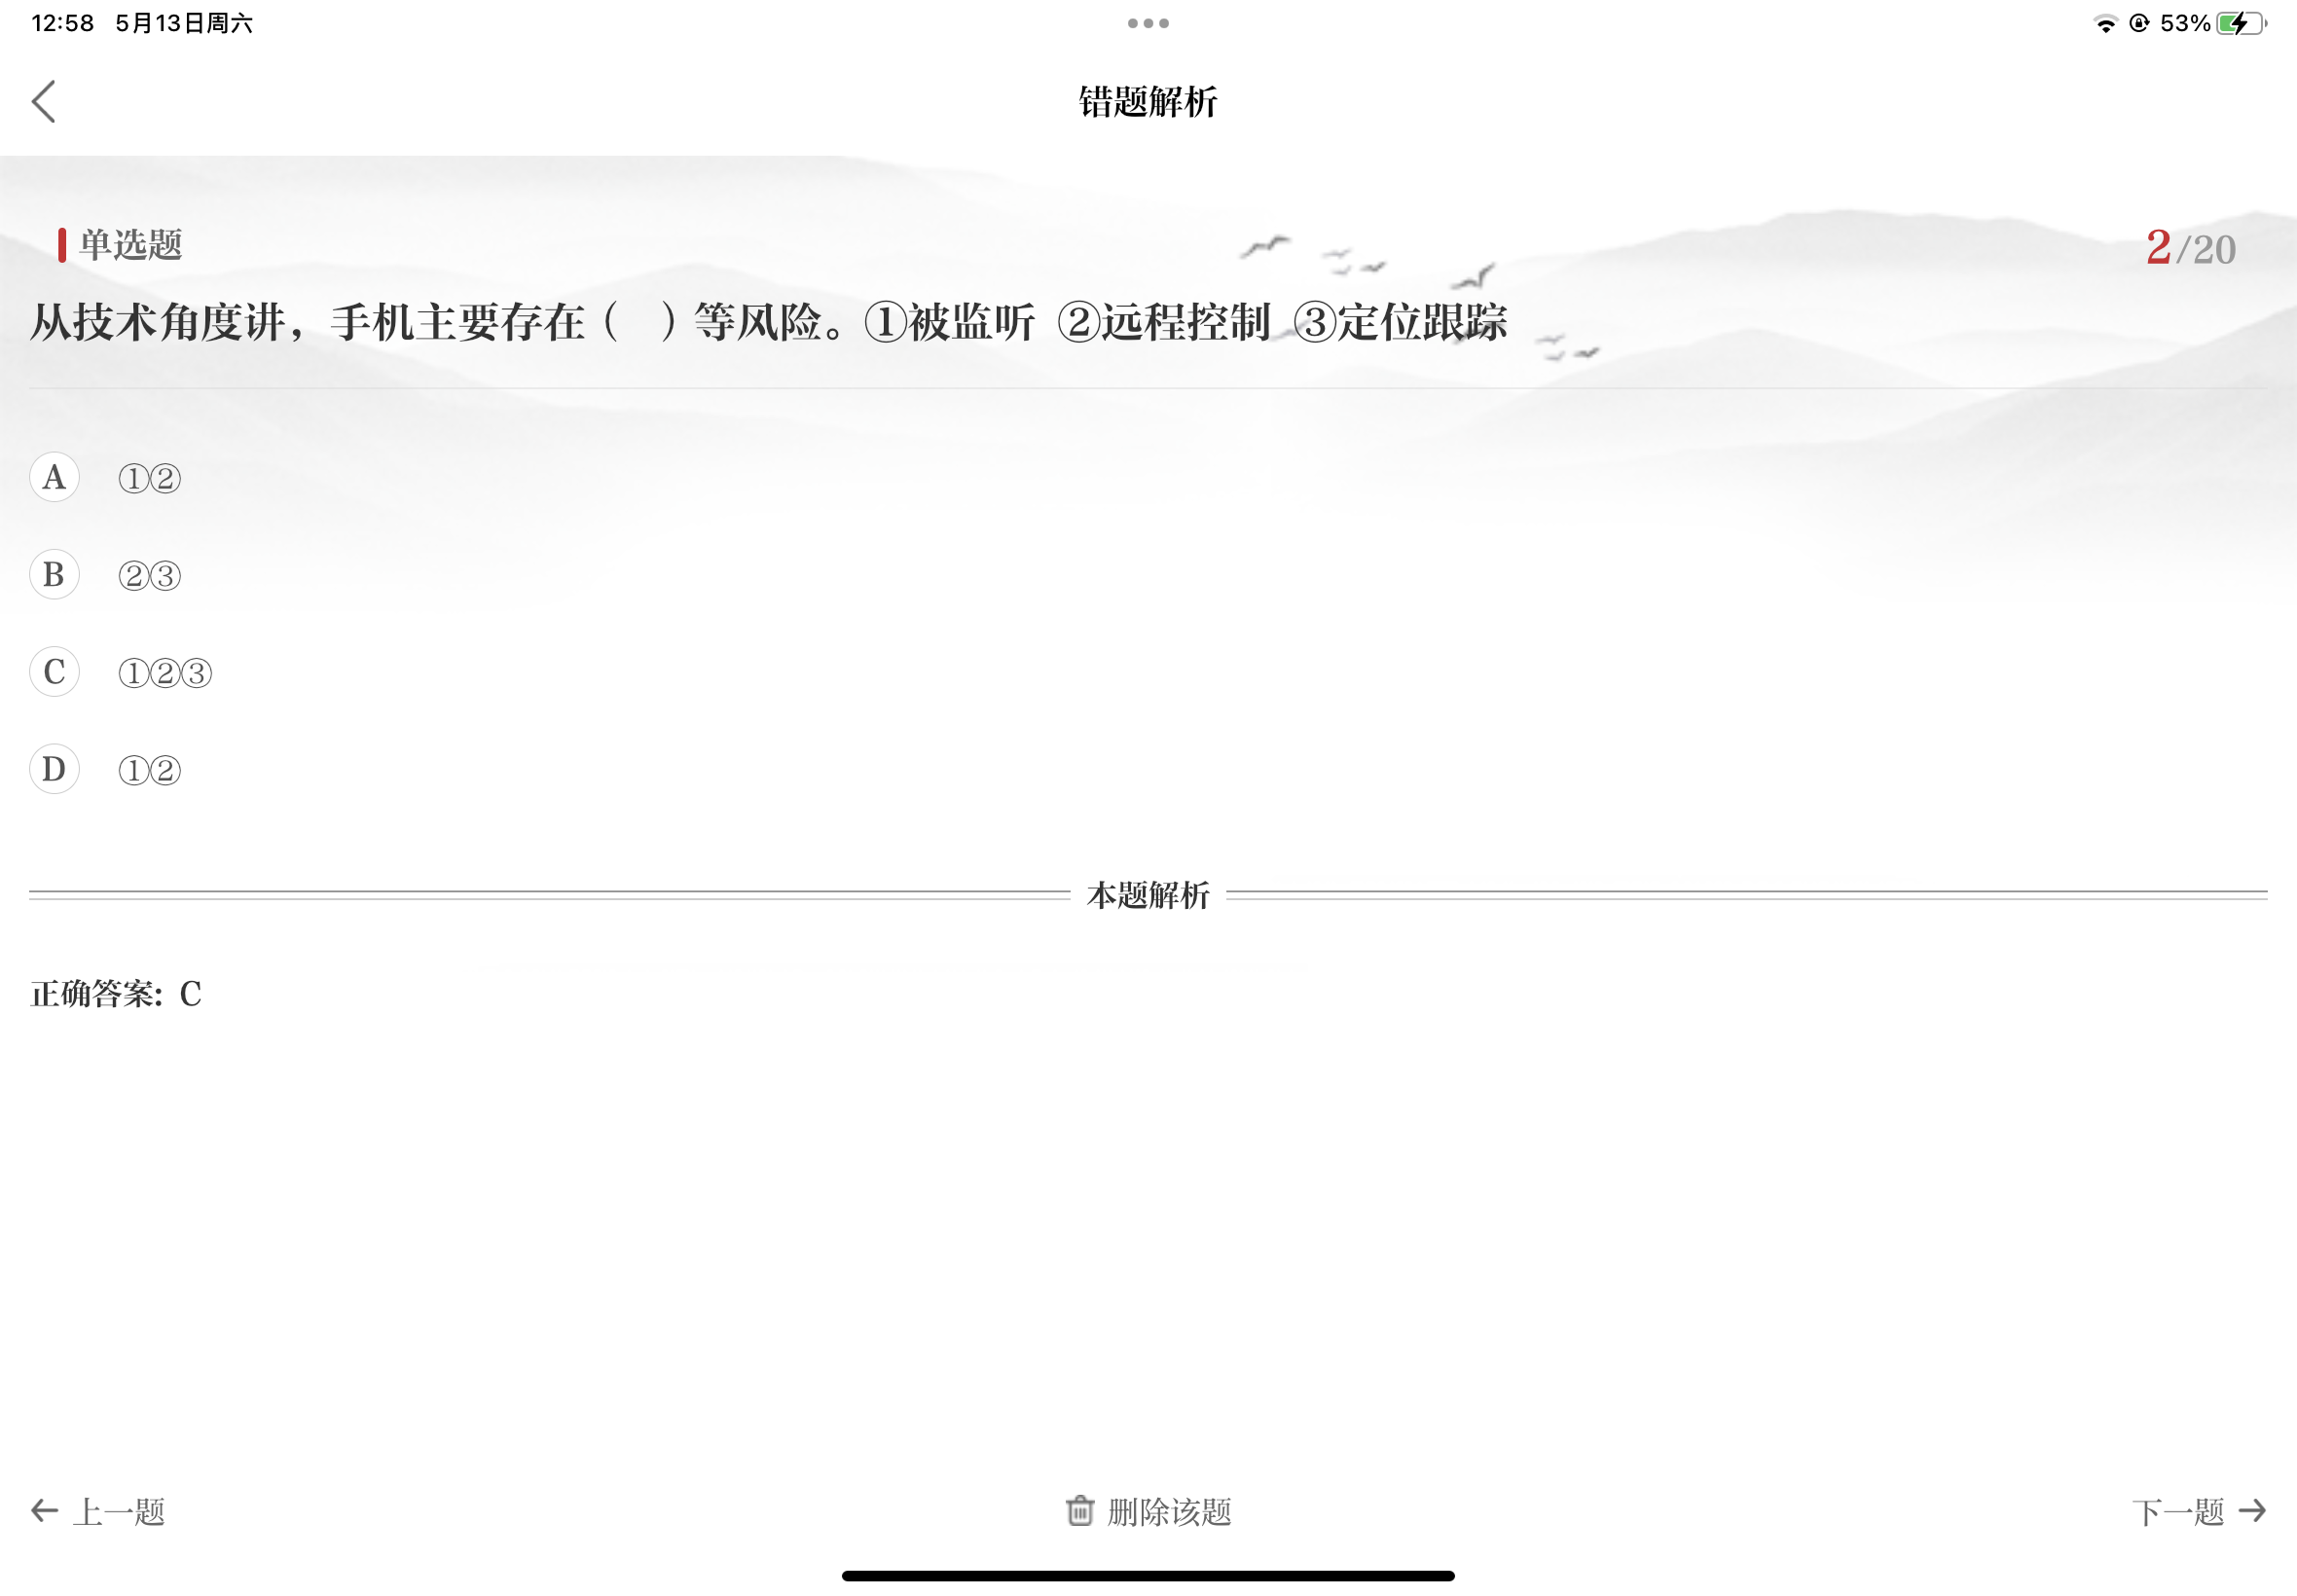 12:58 5月13日周六 53%
错题解析
单选题 2/20
从技术角度讲，手机主要存在（ ）等风险。①被监听 ②远程控制 ③定位跟踪
A ①②
B ②③
C ①②③
D ①②
本题解析
正确答案: C
上一题 删除该题 下一题